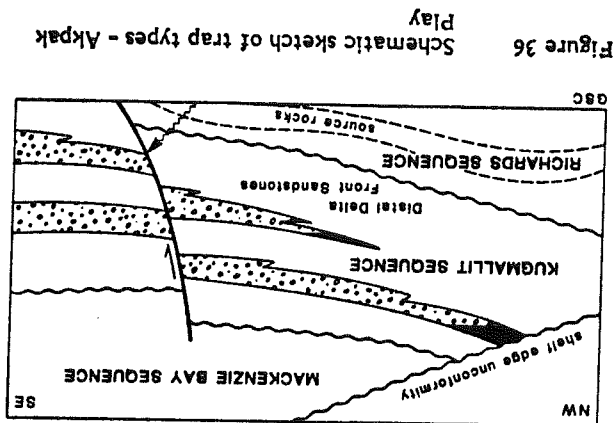 NW SE
MACKENZIE BAY SEQUENCE
shelf edge unconformity
KUGMALLIT SEQUENCE
Distal Delta
Front Sandstones
RICHARDS SEQUENCE
source rocks
GSC
Figure 36 Schematic sketch of trap types - Akpak
Play